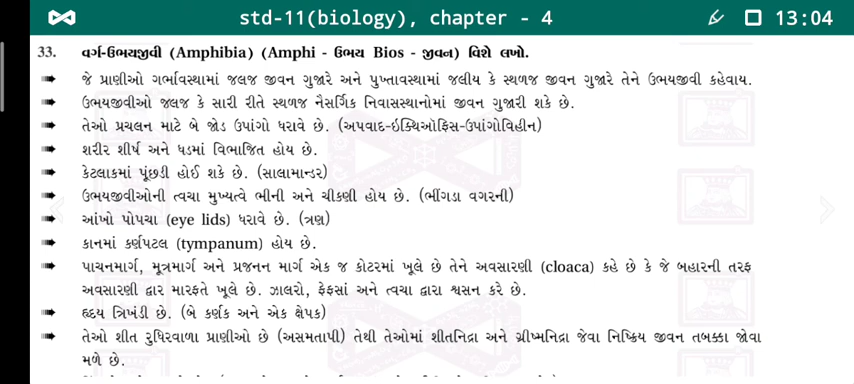 std-11(biology), chapter - 4
13:04
33. વર્ગ-ઉભયજીવી (Amphibia) (Amphi - ઉભય Bios - જીવન) વિશે લખો.
➠ જે પ્રાણીઓ ગર્ભાવસ્થામાં જલજ જીવન ગુજારે અને પુખ્તાવસ્થામાં જલીય કે સ્થળજ જીવન ગુજારે તેને ઉભયજીવી કહેવાય.
➠ ઉભયજીવીઓ જલજ કે સારી રીતે સ્થળજ નૈસર્ગિક નિવાસસ્થાનોમાં જીવન ગુજારી શકે છે.
➠ તેઓ પ્રચલન માટે બે જોડ ઉપાંગો ધરાવે છે. (અપવાદ-ઇક્થિઓફિસ-ઉપાંગોવિહીન)
➠ શરીર શીર્ષ અને ધડમાં વિભાજિત હોય છે.
➠ કેટલાકમાં પૂંછડી હોઈ શકે છે. (સાલામાન્ડર)
➠ ઉભયજીવીઓની ત્વચા મુખ્યત્વે ભીની અને ચીકણી હોય છે. (ભીંગડા વગરની)
➠ આંખો પોપચા (eye lids) ધરાવે છે. (ત્રણ)
➠ કાનમાં કર્ણપટલ (tympanum) હોય છે.
➠ પાચનમાર્ગ, મૂત્રમાર્ગ અને પ્રજનન માર્ગ એક જ કોટરમાં ખૂલે છે તેને અવસારણી (cloaca) કહે છે કે જે બહારની તરફ
અવસારણી દ્વાર મારફતે ખૂલે છે. ઝાલરો, ફેફસાં અને ત્વચા દ્વારા શ્વસન કરે છે.
➠ હૃદય ત્રિખંડી છે. (બે કર્ણક અને એક ક્ષેપક)
➠ તેઓ શીત રુધિરવાળા પ્રાણીઓ છે (અસમતાપી) તેથી તેઓમાં શીતનિદ્રા અને ગ્રીષ્મનિદ્રા જેવા નિષ્ક્રિય જીવન તબક્કા જોવા
મળે છે.